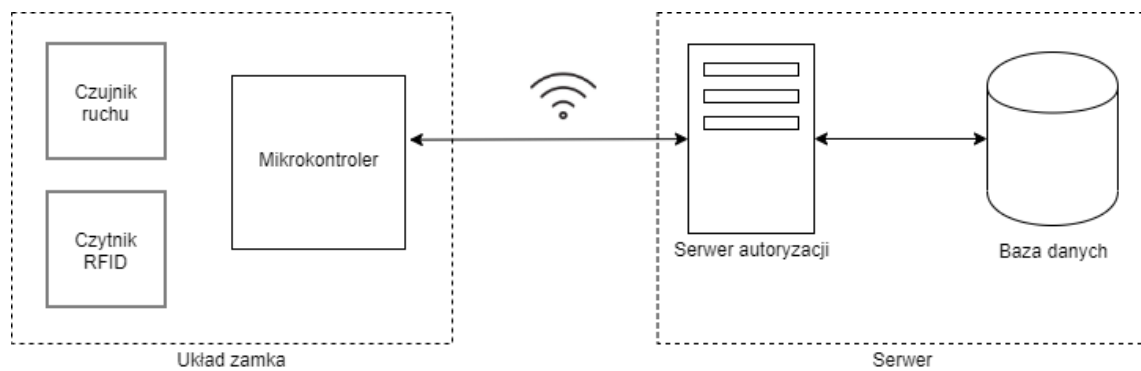 Czujnik
ruchu
Mikrokontroler
Czytnik
RFID
Układ zamka
Serwer autoryzacji
Baza danych
Serwer